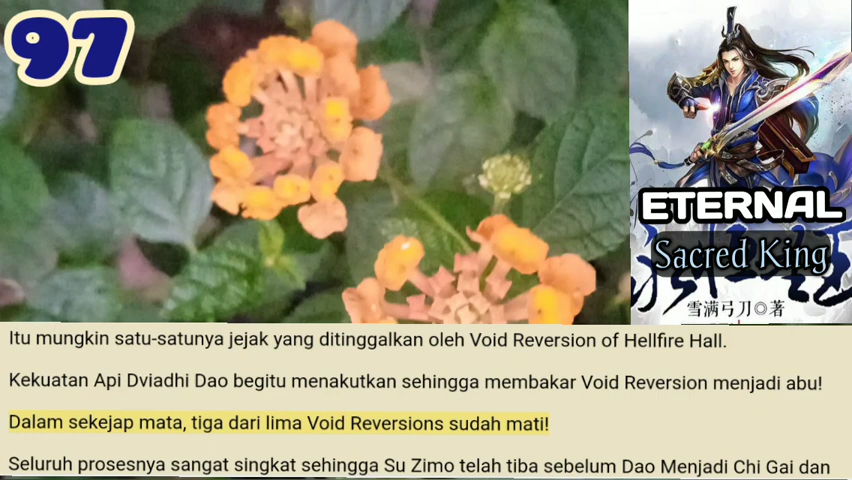 97
ETERNAL
Sacred King
雪满弓刀◎著
Itu mungkin satu-satunya jejak yang ditinggalkan oleh Void Reversion of Hellfire Hall.
Kekuatan Api Dviadhi Dao begitu menakutkan sehingga membakar Void Reversion menjadi abu!
Dalam sekejap mata, tiga dari lima Void Reversions sudah mati!
Seluruh prosesnya sangat singkat sehingga Su Zimo telah tiba sebelum Dao Menjadi Chi Gai dan